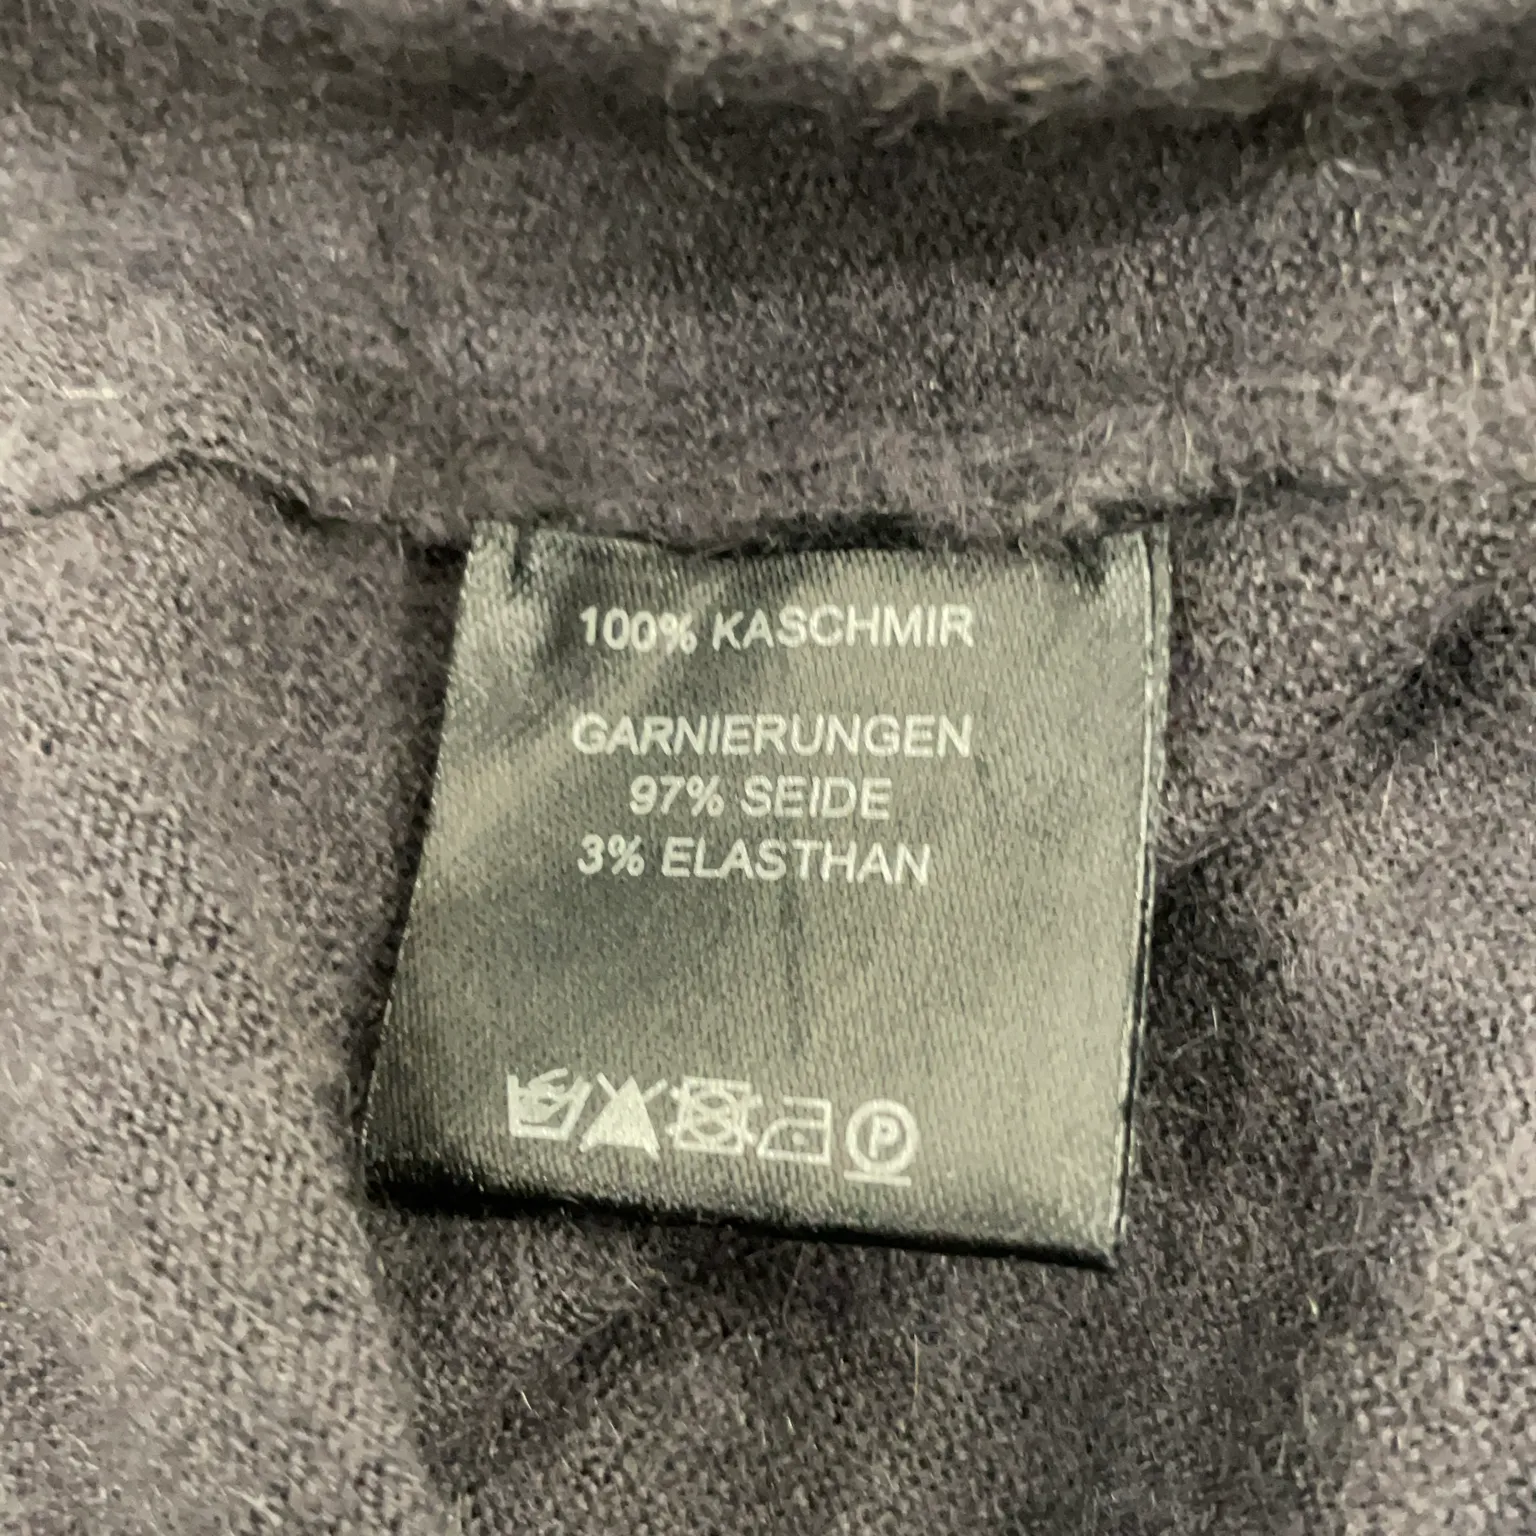 100% KASCHMIR
GARNIERUNGEN
97% SEIDE
3% ELASTHAN
P